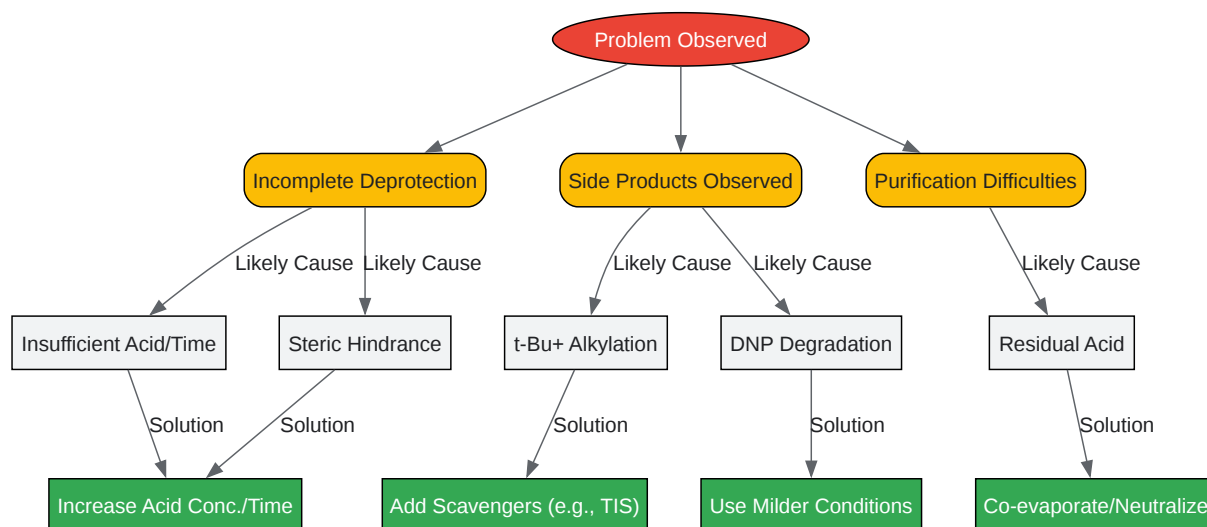 Problem Observed
Incomplete Deprotection
Side Products Observed
Purification Difficulties
Likely Cause
Likely Cause
Likely Cause
Likely Cause
Likely Cause
Insufficient Acid/Time
Steric Hindrance
t-Bu+ Alkylation
DNP Degradation
Residual Acid
Solution
Solution
Solution
Solution
Solution
Increase Acid Conc./Time
Add Scavengers (e.g., TIS)
Use Milder Conditions
Co-evaporate/Neutralize